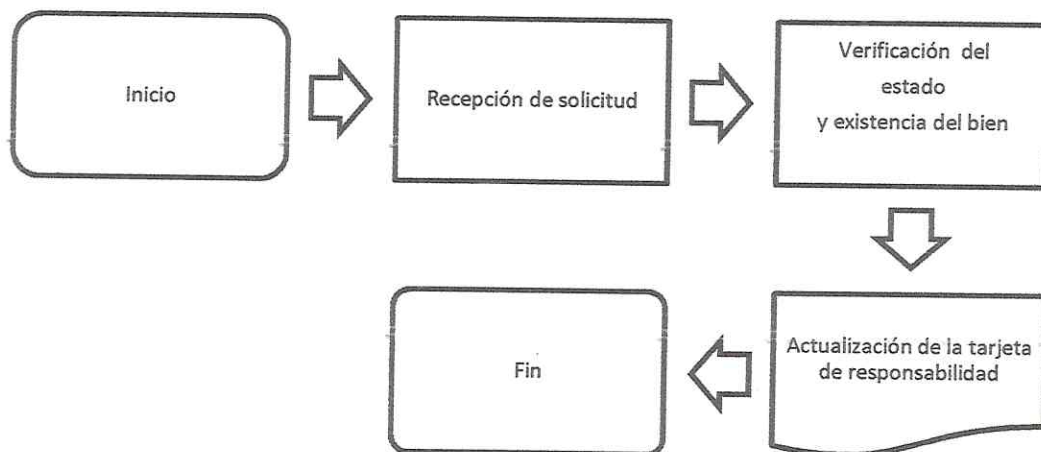 Inicio
Recepción de solicitud
Verificación del
estado
y existencia del bien
Actualización de la tarjeta
de responsabilidad
Fin